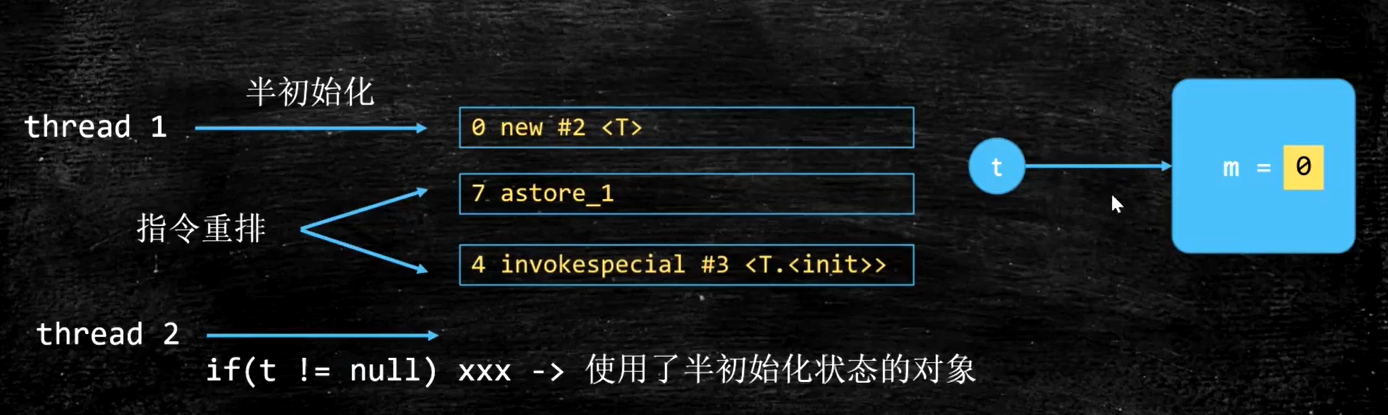 半初始化
thread 1
0 new #2 <T>
t
m = 0
7 astore_1
指令重排
4 invokespecial #3 <T.<init>>
thread 2
if(t != null) xxx -> 使用了半初始化状态的对象